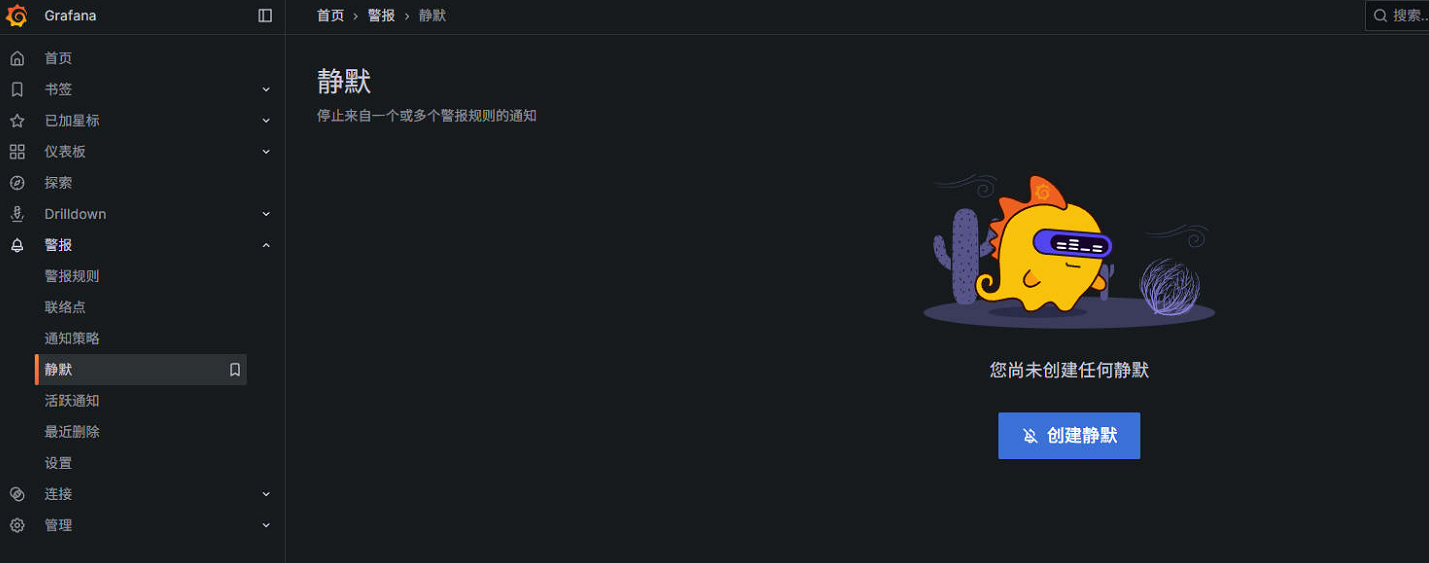 Grafana
首页 › 警报 › 静默
搜索...
首页
书签
已加星标
仪表板
探索
Drilldown
警报
警报规则
联络点
通知策略
静默
活跃通知
最近删除
设置
连接
管理
静默
停止来自一个或多个警报规则的通知
您尚未创建任何静默
创建静默